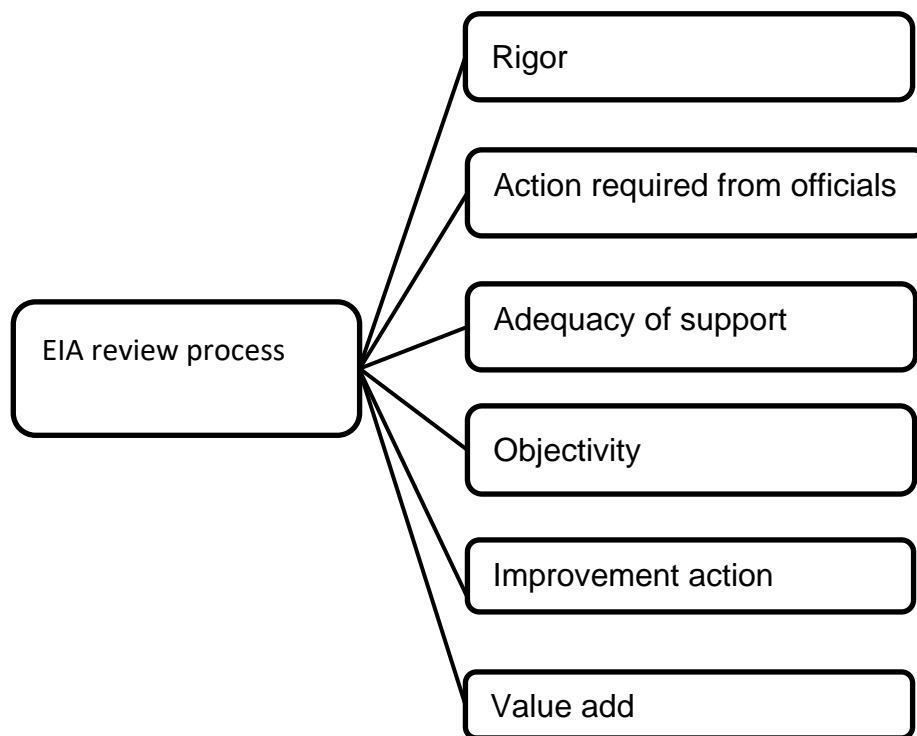 Rigor
Action required from officials
Adequacy of support
EIA review process
Objectivity
Improvement action
Value add